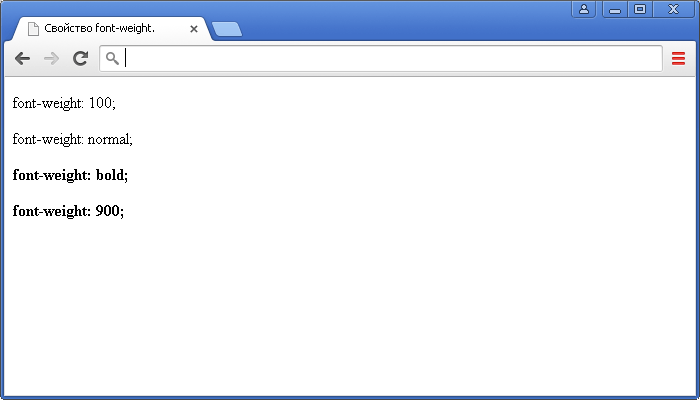 Свойство font-weight.
font-weight: 100;
font-weight: normal;
font-weight: bold;
font-weight: 900;